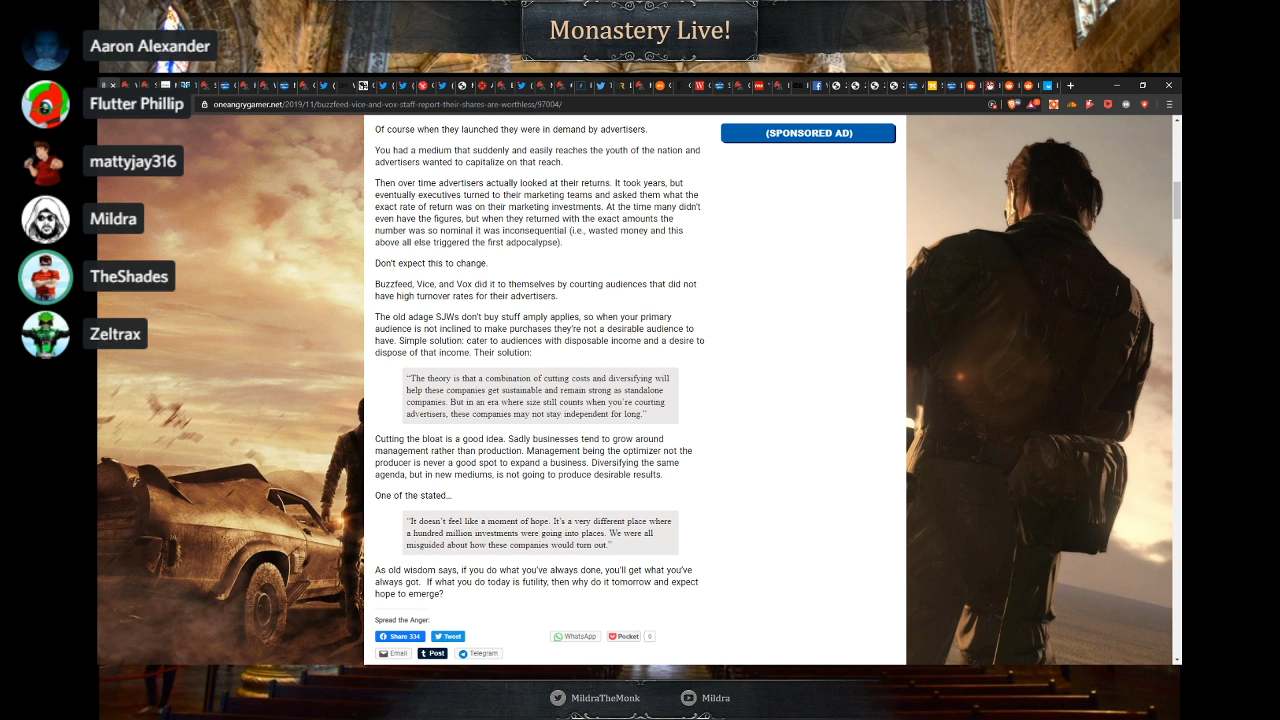 Monastery Live!
Aaron Alexander
Flutter Phillip
mattyjay316
Mildra
TheShades
Zeltrax
oneangrygamer.net/2019/11/buzzfeed-vice-and-vox-staff-report-their-shares-are-worthless/97004/
(SPONSORED AD)
Of course when they launched they were in demand by advertisers.
You had a medium that suddenly and easily reaches the youth of the nation and
advertisers wanted to capitalize on that reach.
Then over time advertisers actually looked at their returns. It took years, but
eventually executives turned to their marketing teams and asked them what the
exact rate of return was on their marketing investments. At the time many didn't
even have the figures, but when they returned with the exact amounts the
number was so nominal it was inconsequential (i.e., wasted money and this
above all else triggered the first adpocalypse).
Don't expect this to change.
Buzzfeed, Vice, and Vox did it to themselves by courting audiences that did not
have high turnover rates for their advertisers.
The old adage SJWs don't buy stuff amply applies, so when your primary
audience is not inclined to make purchases they're not a desirable audience to
have. Simple solution: cater to audiences with disposable income and a desire to
dispose of that income. Their solution:
“The theory is that a combination of cutting costs and diversifying will
help these companies get sustainable and remain strong as standalone
companies. But in an era where size still counts when you’re courting
advertisers, these companies may not stay independent for long.”
Cutting the bloat is a good idea. Sadly businesses tend to grow around
management rather than production. Management being the optimizer not the
producer is never a good spot to expand a business. Diversifying the same
agenda, but in new mediums, is not going to produce desirable results.
One of the stated…
“It doesn’t feel like a moment of hope. It’s a very different place where
a hundred million investments were going into places. We were all
misguided about how these companies would turn out.”
As old wisdom says, if you do what you've always done, you'll get what you've
always got. If what you do today is futility, then why do it tomorrow and expect
hope to emerge?
Spread the Anger:
Share 334 Tweet WhatsApp Pocket 0
Email Post Telegram
MildraTheMonk Mildra